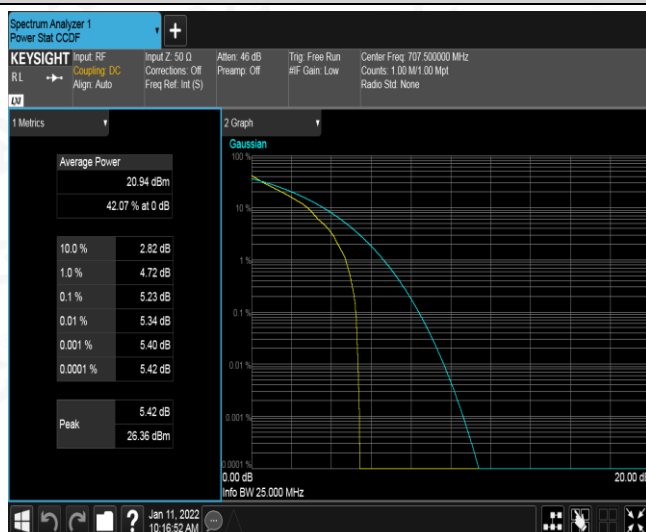 Spectrum Analyzer 1
Power Stat CCDF
+
KEYSIGHT
RL
LXI
Input: RF
Coupling: DC
Align: Auto
Input Z: 50 Ω
Corrections: Off
Freq Ref: Int (S)
Atten: 46 dB
Preamp: Off
Trig: Free Run
#IF Gain: Low
Center Freq: 707.500000 MHz
Counts: 1.00 M/1.00 Mpt
Radio Std: None
1 Metrics
Average Power
20.94 dBm
42.07 % at 0 dB
10.0 % 2.82 dB
1.0 % 4.72 dB
0.1 % 5.23 dB
0.01 % 5.34 dB
0.001 % 5.40 dB
0.0001 % 5.42 dB
Peak
5.42 dB
26.36 dBm
2 Graph
Gaussian
100 %
10 %
1 %
0.1 %
0.01 %
0.001 %
0.0001 %
0.00 dB 20.00 dB
Info BW 25.000 MHz
?
Jan 11, 2022
10:16:52 AM